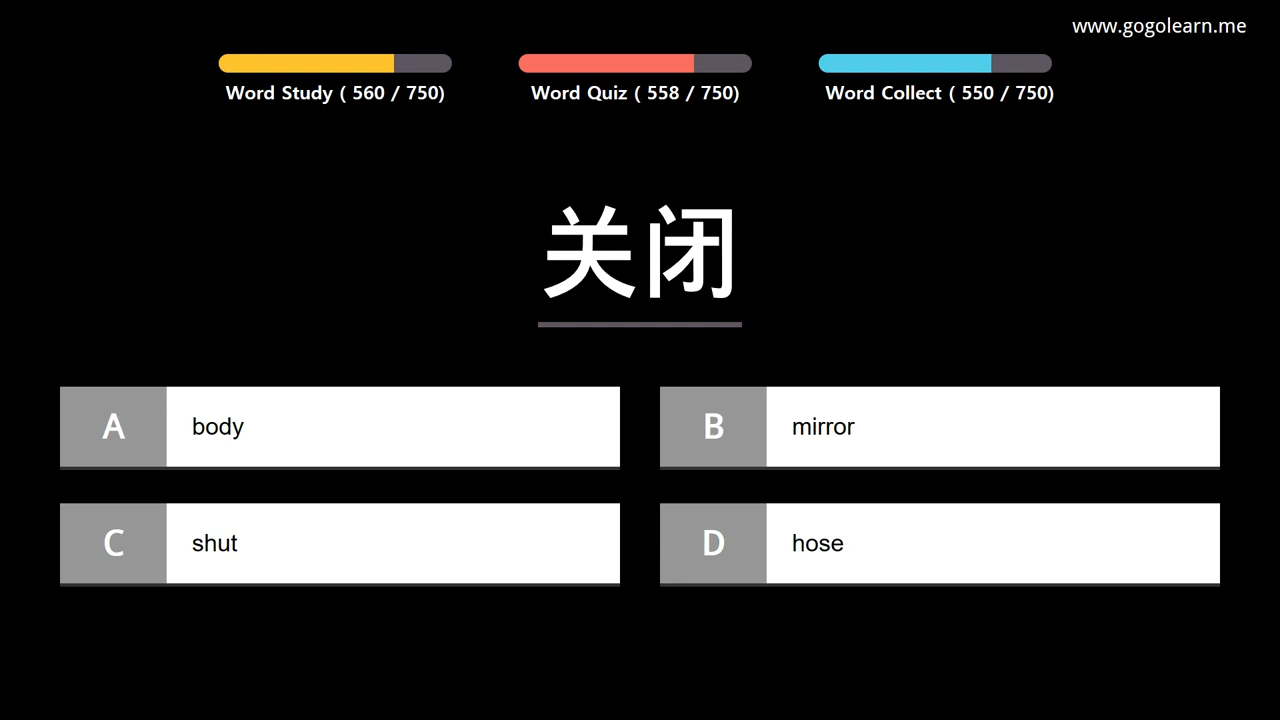 www.gogolearn.me
Word Study ( 560 / 750)
Word Quiz ( 558 / 750)
Word Collect ( 550 / 750)
关闭
A body
B mirror
C shut
D hose